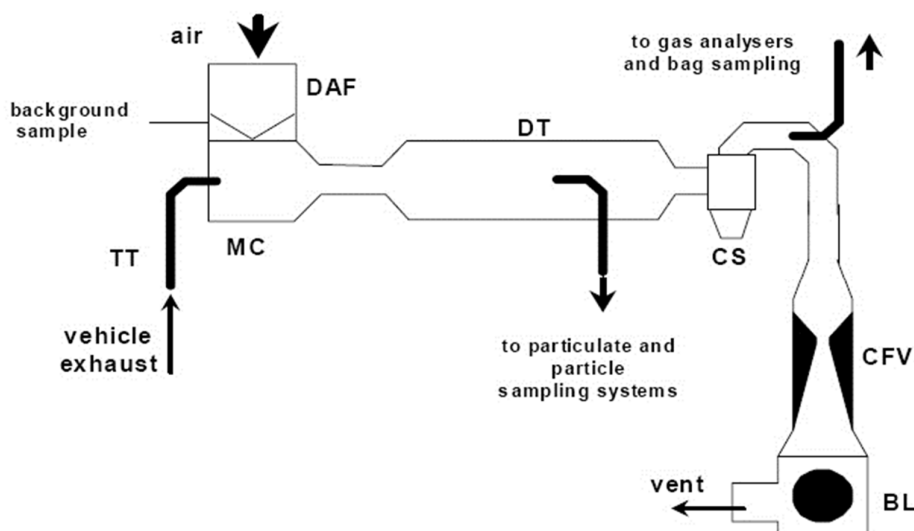 air
to gas analysers
and bag sampling
DAF
background
sample
DT
TT
MC
CS
vehicle
exhaust
to particulate and
particle
sampling systems
CFV
vent
BL